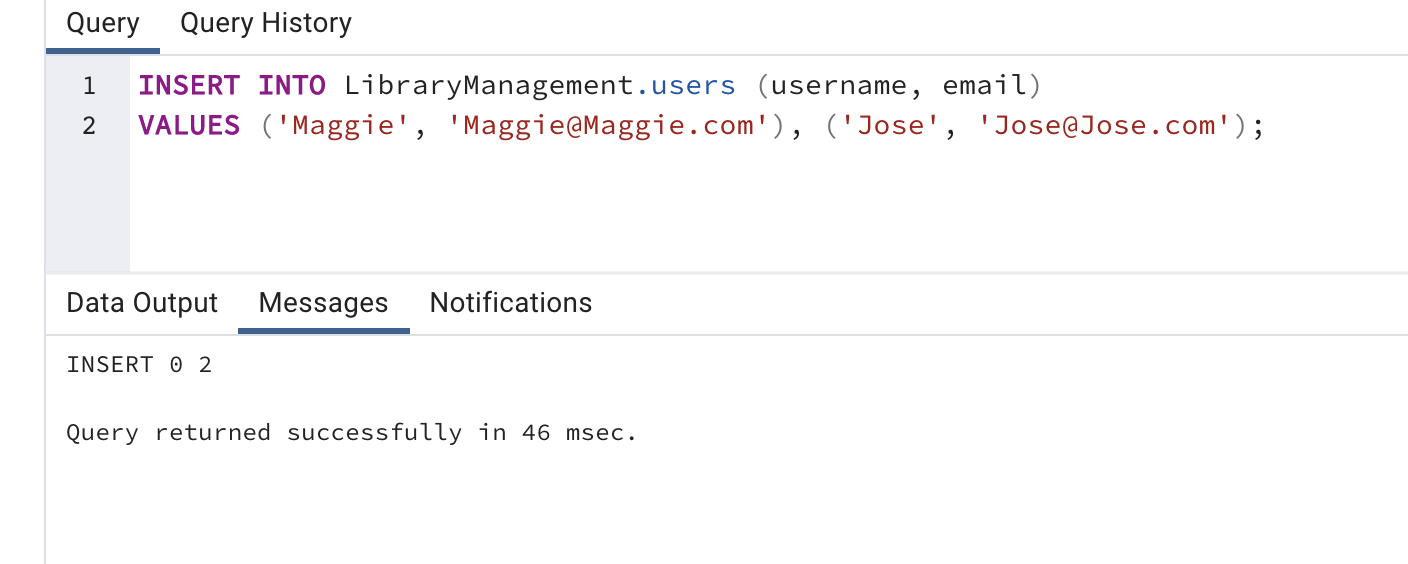 Query Query History
1 INSERT INTO LibraryManagement.users (username, email)
2 VALUES ('Maggie', 'Maggie@Maggie.com'), ('Jose', 'Jose@Jose.com');
Data Output Messages Notifications
INSERT 0 2
Query returned successfully in 46 msec.